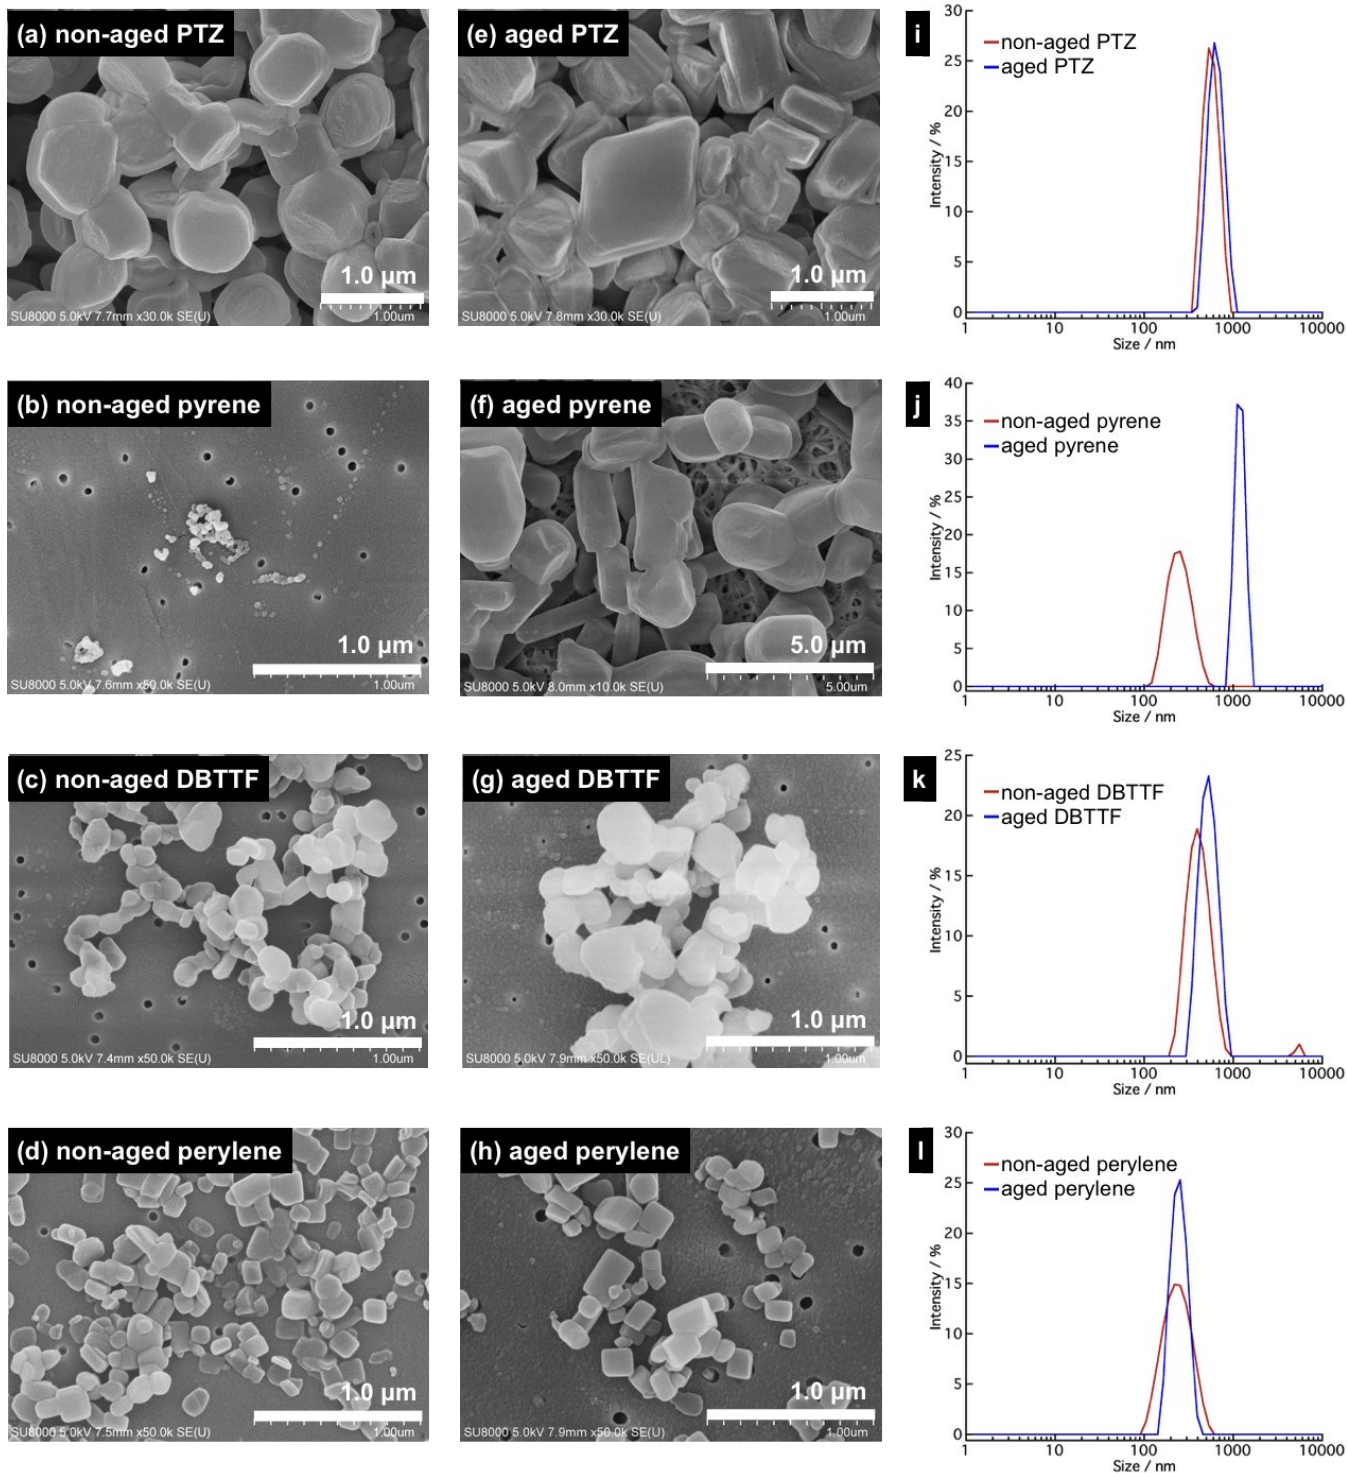 (a) non-aged PTZ
1.0 µm
SU8000 5.0kV 7.7mm x30.0k SE(U)
1.00um
(e) aged PTZ
1.0 µm
SU8000 5.0kV 7.8mm x30.0k SE(U)
1.00um
i
non-aged PTZ
aged PTZ
Intensity / %
30
25
20
15
10
5
0
1 10 100 1000 10000
Size / nm
(b) non-aged pyrene
1.0 µm
SU8000 5.0kV 7.6mm x50.0k SE(U)
1.00um
(f) aged pyrene
5.0 µm
SU8000 5.0kV 8.0mm x10.0k SE(U)
5.00um
j
non-aged pyrene
aged pyrene
Intensity / %
40
35
30
25
20
15
10
5
0
1 10 100 1000 10000
Size / nm
(c) non-aged DBTTF
1.0 µm
SU8000 5.0kV 7.4mm x50.0k SE(U)
1.00um
(g) aged DBTTF
1.0 µm
SU8000 5.0kV 7.9mm x50.0k SE(UL)
1.00um
k
non-aged DBTTF
aged DBTTF
Intensity / %
25
20
15
10
5
0
1 10 100 1000 10000
Size / nm
(d) non-aged perylene
1.0 µm
SU8000 5.0kV 7.5mm x50.0k SE(U)
1.00um
(h) aged perylene
1.0 µm
SU8000 5.0kV 7.9mm x50.0k SE(U)
1.00um
l
non-aged perylene
aged perylene
Intensity / %
30
25
20
15
10
5
0
1 10 100 1000 10000
Size / nm